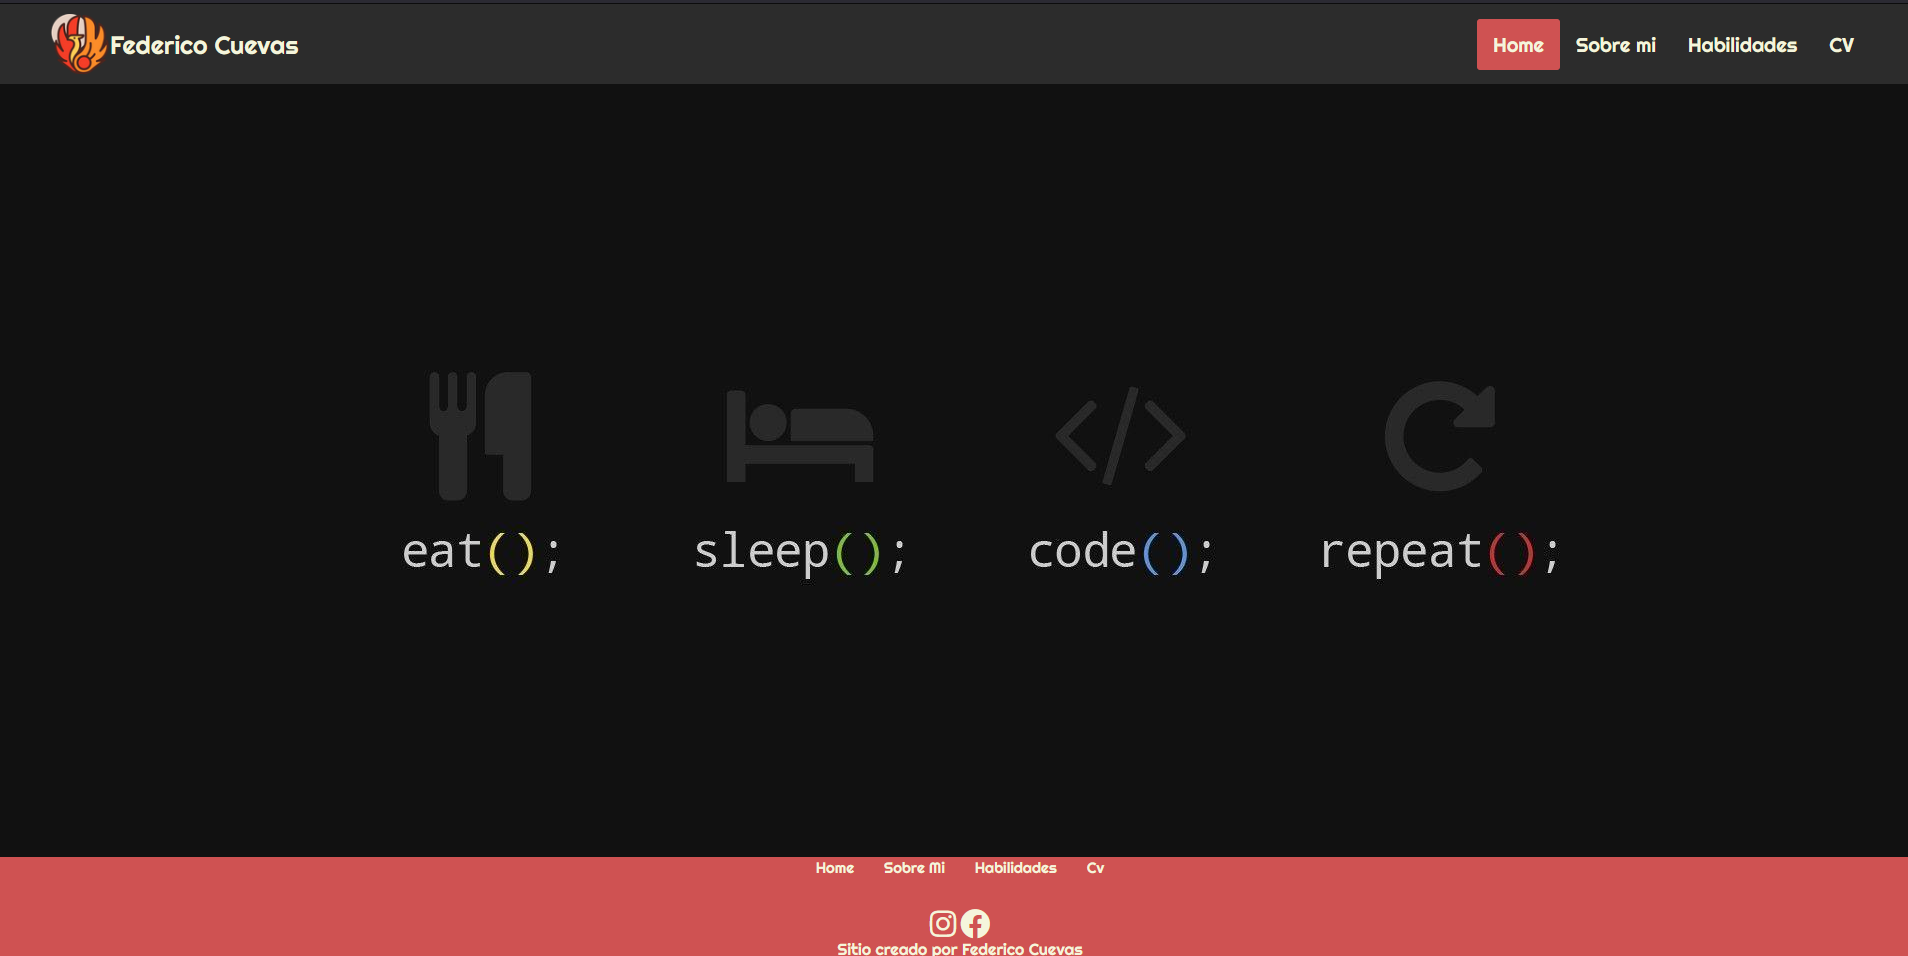 Federico Cuevas
Home Sobre mi Habilidades CV
eat(); sleep(); code(); repeat();
Home Sobre Mi Habilidades Cv
Sitio creado por Federico Cuevas